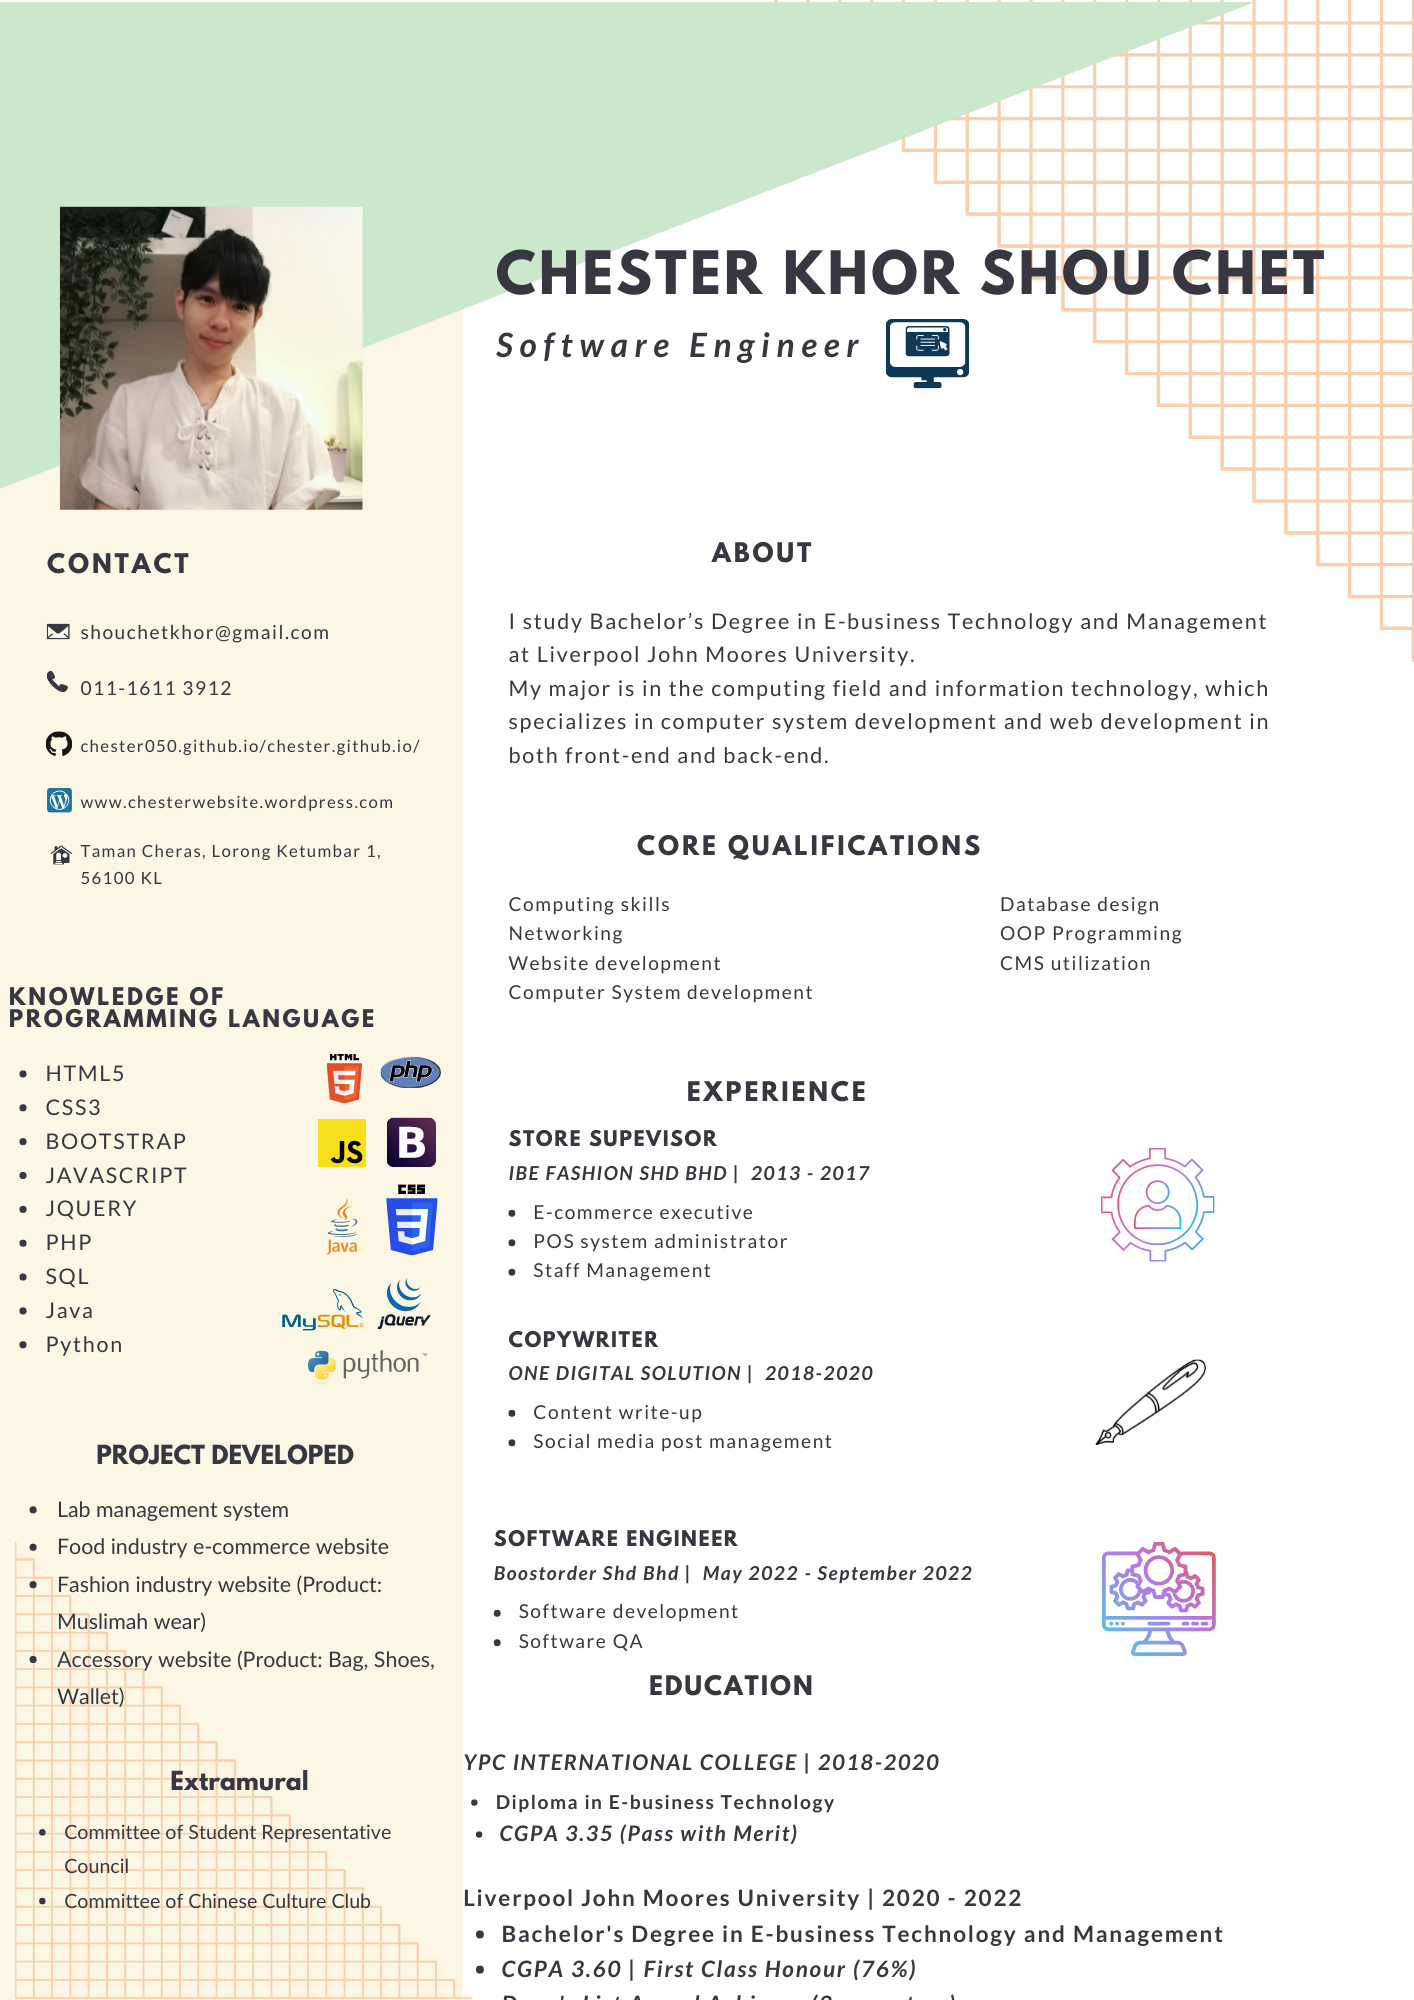 CHESTER KHOR SHOU CHET
Software Engineer
CONTACT
shouchetkhor@gmail.com
011-1611 3912
chester050.github.io/chester.github.io/
www.chesterwebsite.wordpress.com
Taman Cheras, Lorong Ketumbar 1,
56100 KL
KNOWLEDGE OF
PROGRAMMING LANGUAGE
• HTML5
• CSS3
• BOOTSTRAP
• JAVASCRIPT
• JQUERY
• PHP
• SQL
• Java
• Python
HTML
5
php
JS
B
CSS
3
Java
MySQL
jQuery
python™
PROJECT DEVELOPED
• Lab management system
• Food industry e-commerce website
• Fashion industry website (Product:
Muslimah wear)
• Accessory website (Product: Bag, Shoes,
Wallet)
Extramural
• Committee of Student Representative
Council
• Committee of Chinese Culture Club
ABOUT
I study Bachelor’s Degree in E-business Technology and Management
at Liverpool John Moores University.
My major is in the computing field and information technology, which
specializes in computer system development and web development in
both front-end and back-end.
CORE QUALIFICATIONS
Computing skills
Networking
Website development
Computer System development
Database design
OOP Programming
CMS utilization
EXPERIENCE
STORE SUPEVISOR
IBE FASHION SHD BHD | 2013 - 2017
• E-commerce executive
• POS system administrator
• Staff Management
COPYWRITER
ONE DIGITAL SOLUTION | 2018-2020
• Content write-up
• Social media post management
SOFTWARE ENGINEER
Boostorder Shd Bhd | May 2022 - September 2022
• Software development
• Software QA
EDUCATION
YPC INTERNATIONAL COLLEGE | 2018-2020
• Diploma in E-business Technology
• CGPA 3.35 (Pass with Merit)
Liverpool John Moores University | 2020 - 2022
• Bachelor's Degree in E-business Technology and Management
• CGPA 3.60 | First Class Honour (76%)